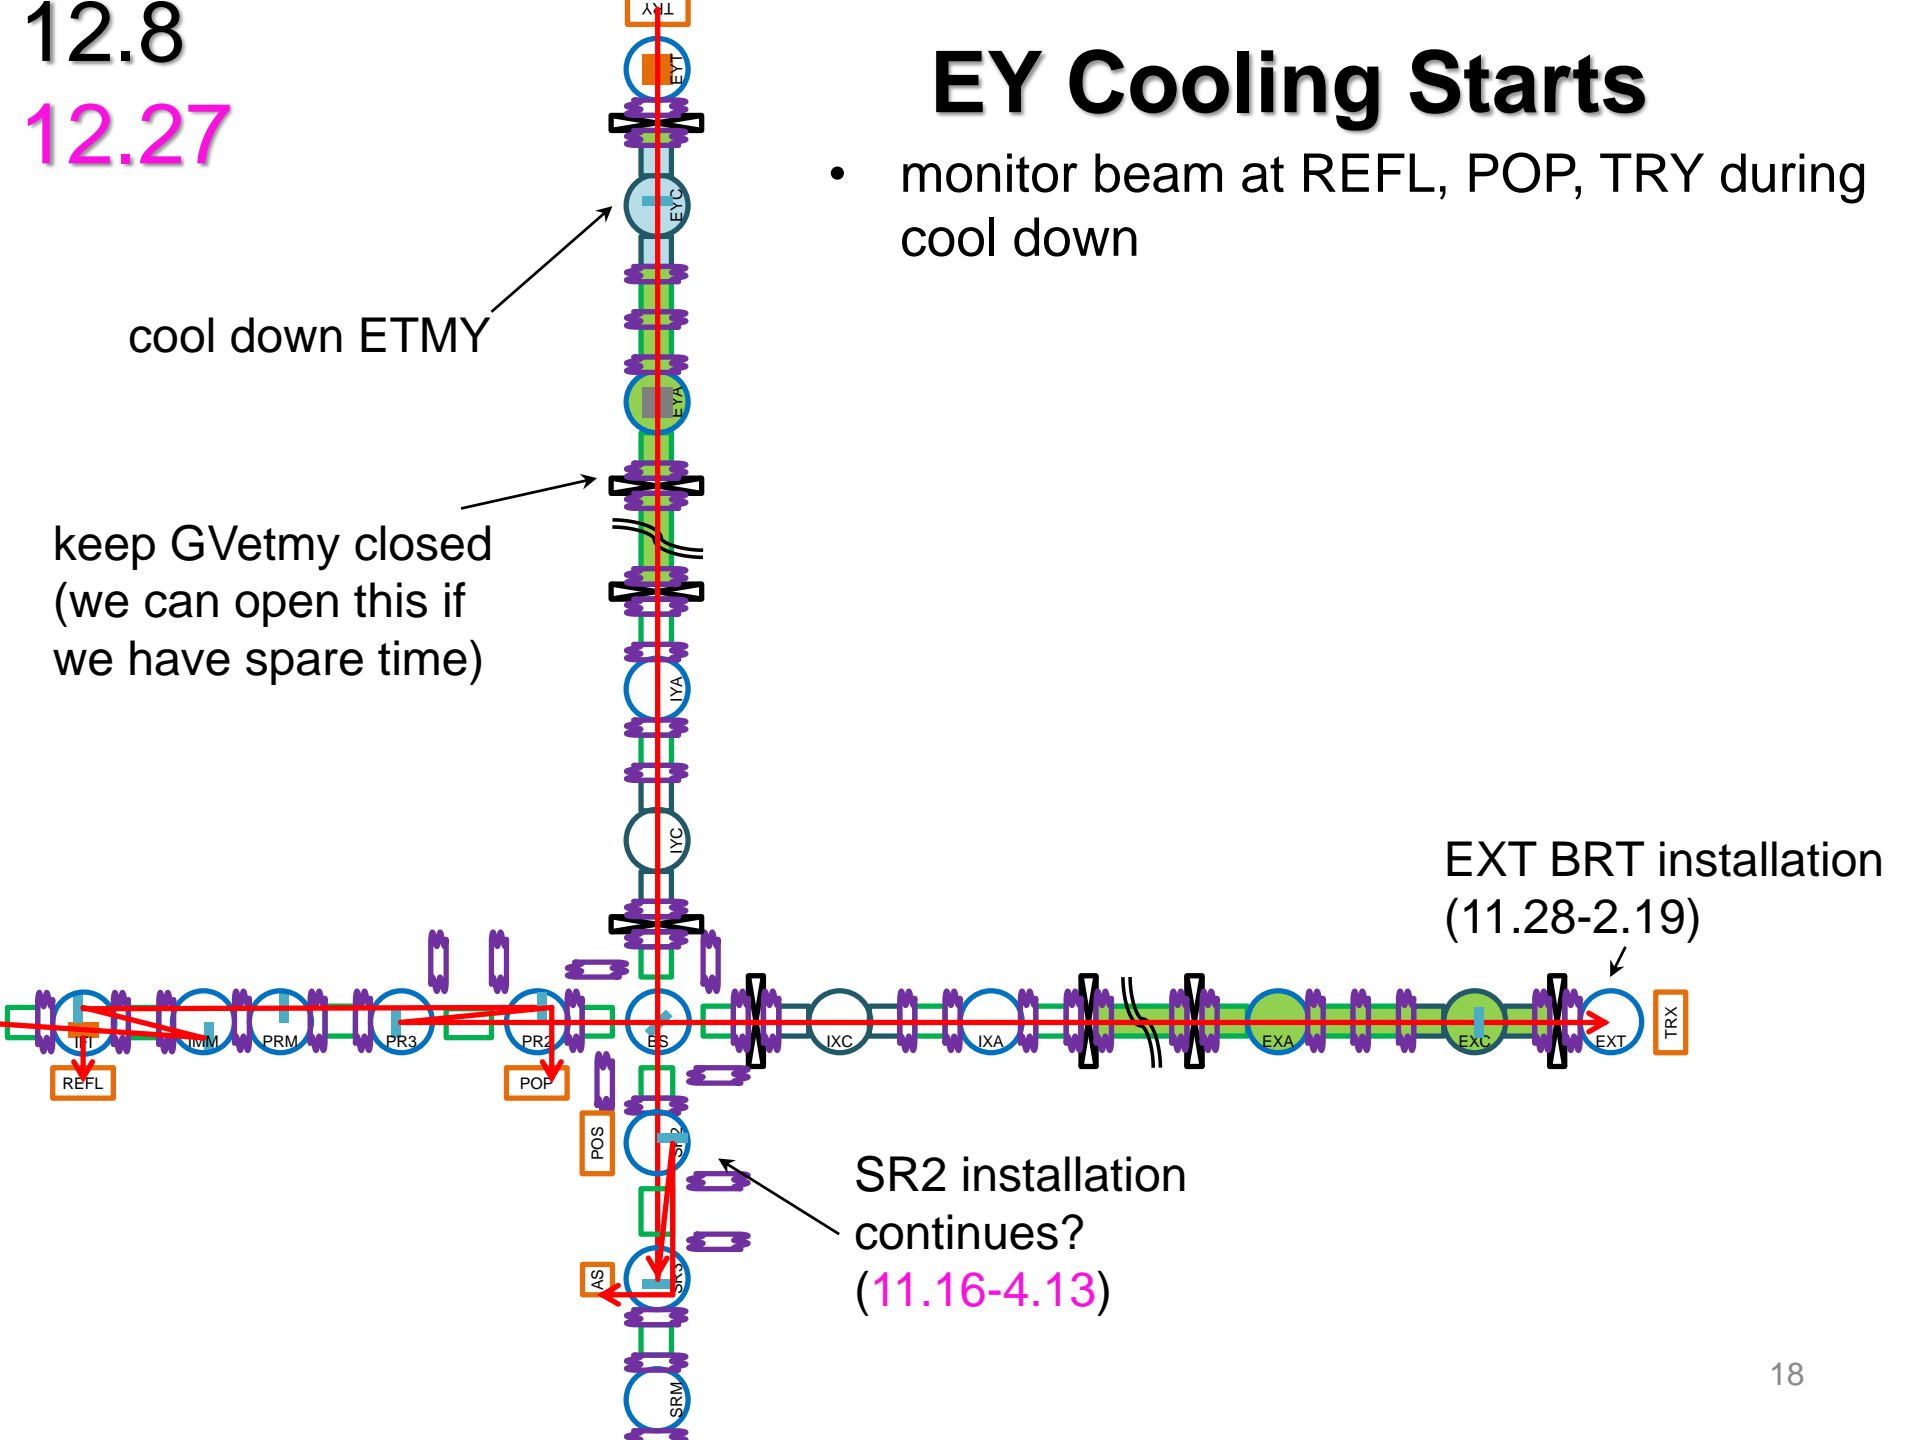 12.8
12.27
EY Cooling Starts
• monitor beam at REFL, POP, TRY during
cool down
TRY
EYT
EYC
cool down ETMY
EYA
keep GVetmy closed
(we can open this if
we have spare time)
IYA
IYC
EXT BRT installation
(11.28-2.19)
IFI
IMM
PRM
PR3
PR2
BS
IXC
IXA
EXA
EXC
EXT
TRX
REFL
POP
POS
SR2
SR2 installation
continues?
(11.16-4.13)
AS
SR3
SRM
18